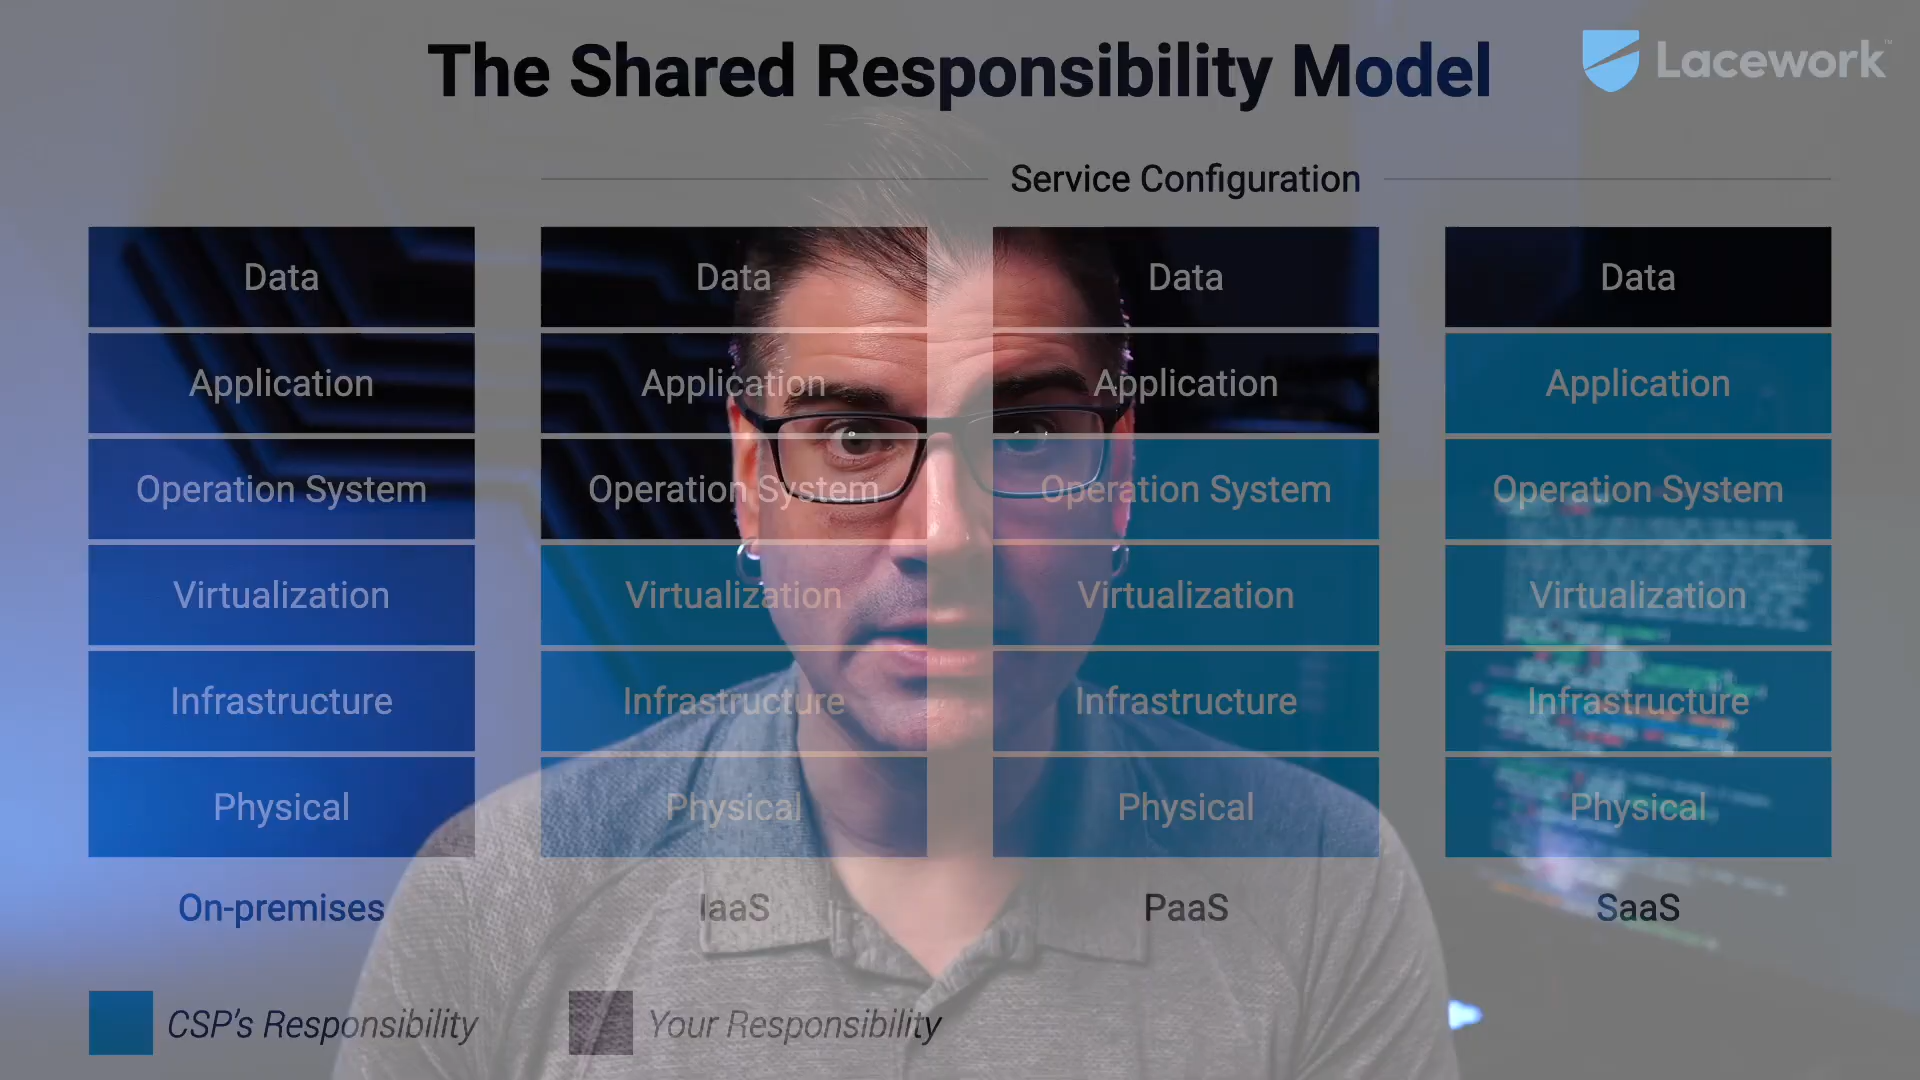 The Shared Responsibility Model
Lacework™
Service Configuration
Data
Application
Operation System
Virtualization
Infrastructure
Physical
On-premises
Data
Application
Operation System
Virtualization
Infrastructure
Physical
IaaS
Data
Application
Operation System
Virtualization
Infrastructure
Physical
PaaS
Data
Application
Operation System
Virtualization
Infrastructure
Physical
SaaS
CSP's Responsibility
Your Responsibility